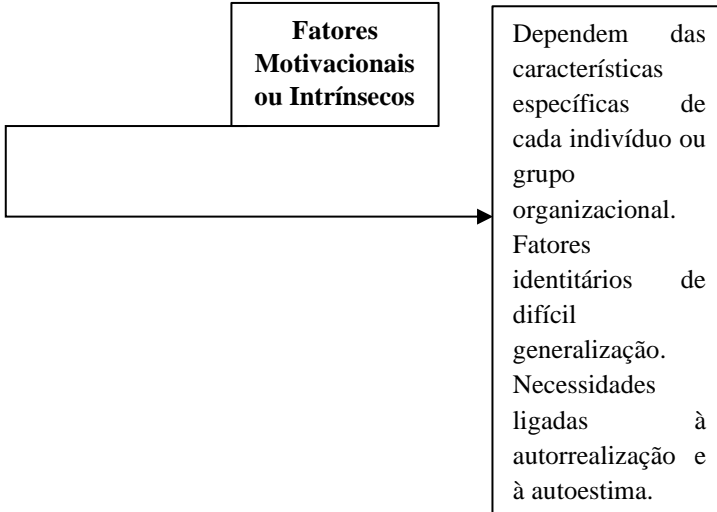 Fatores
Motivacionais
ou Intrínsecos
Dependem das
características
específicas de
cada indivíduo ou
grupo
organizacional.
Fatores
identitários de
difícil
generalização.
Necessidades
ligadas à
autorrealização e
à autoestima.